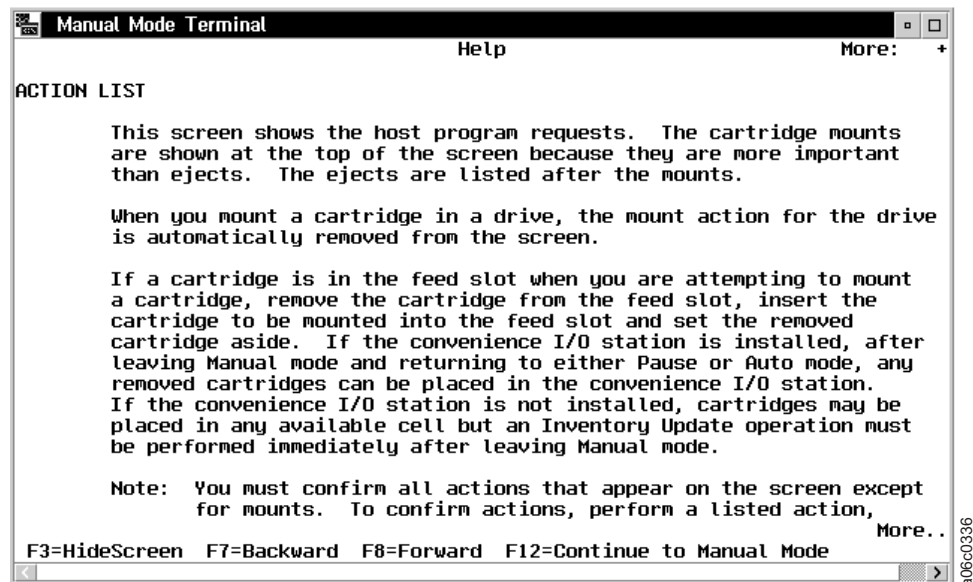 Manual Mode Terminal
Help More: +
ACTION LIST
This screen shows the host program requests. The cartridge mounts
are shown at the top of the screen because they are more important
than ejects. The ejects are listed after the mounts.
When you mount a cartridge in a drive, the mount action for the drive
is automatically removed from the screen.
If a cartridge is in the feed slot when you are attempting to mount
a cartridge, remove the cartridge from the feed slot, insert the
cartridge to be mounted into the feed slot and set the removed
cartridge aside. If the convenience I/O station is installed, after
leaving Manual mode and returning to either Pause or Auto mode, any
removed cartridges can be placed in the convenience I/O station.
If the convenience I/O station is not installed, cartridges may be
placed in any available cell but an Inventory Update operation must
be performed immediately after leaving Manual mode.
Note: You must confirm all actions that appear on the screen except
for mounts. To confirm actions, perform a listed action,
More..
F3=HideScreen F7=Backward F8=Forward F12=Continue to Manual Mode
a06c0336